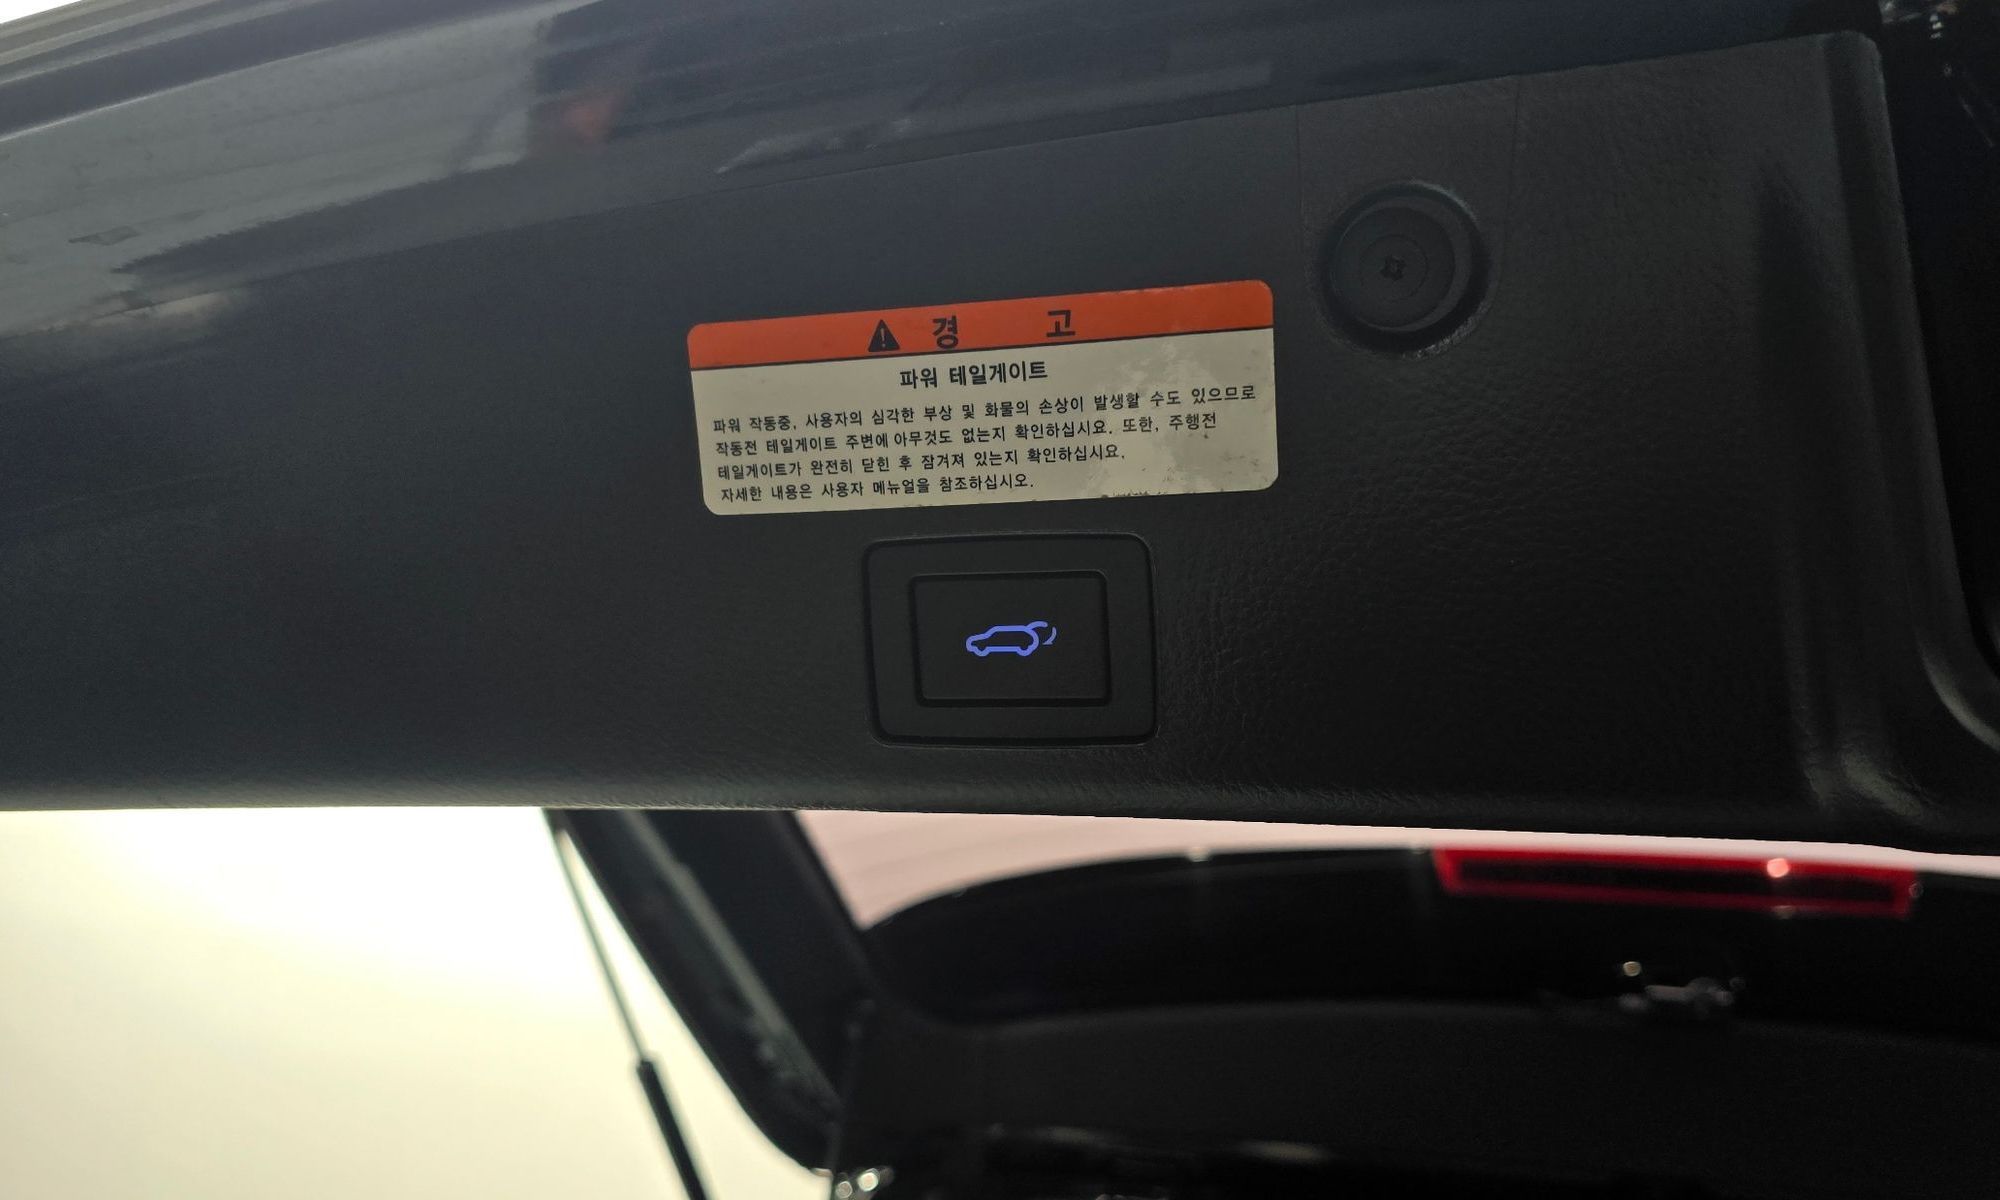 경 고
파워 테일게이트
파워 작동중, 사용자의 심각한 부상 및 화물의 손상이 발생할 수도 있으므로
작동전 테일게이트 주변에 아무것도 없는지 확인하십시요. 또한, 주행전
테일게이트가 완전히 닫힌 후 잠겨져 있는지 확인하십시요.
자세한 내용은 사용자 메뉴얼을 참조하십시오.